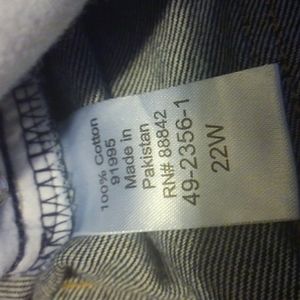 100% Cotton
91995
Made in
Pakistan
RN# 88842
49-2356-1
22W